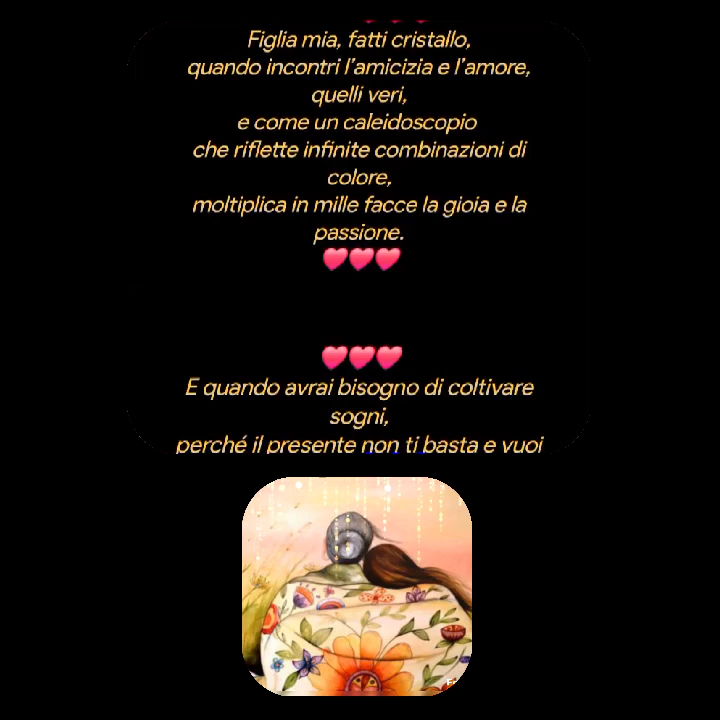 Figlia mia, fatti cristallo,
quando incontri l'amicizia e l'amore,
quelli veri,
e come un caleidoscopio
che riflette infinite combinazioni di
colore,
moltiplica in mille facce la gioia e la
passione.
E quando avrai bisogno di coltivare
sogni,
perché il presente non ti basta e vuoi